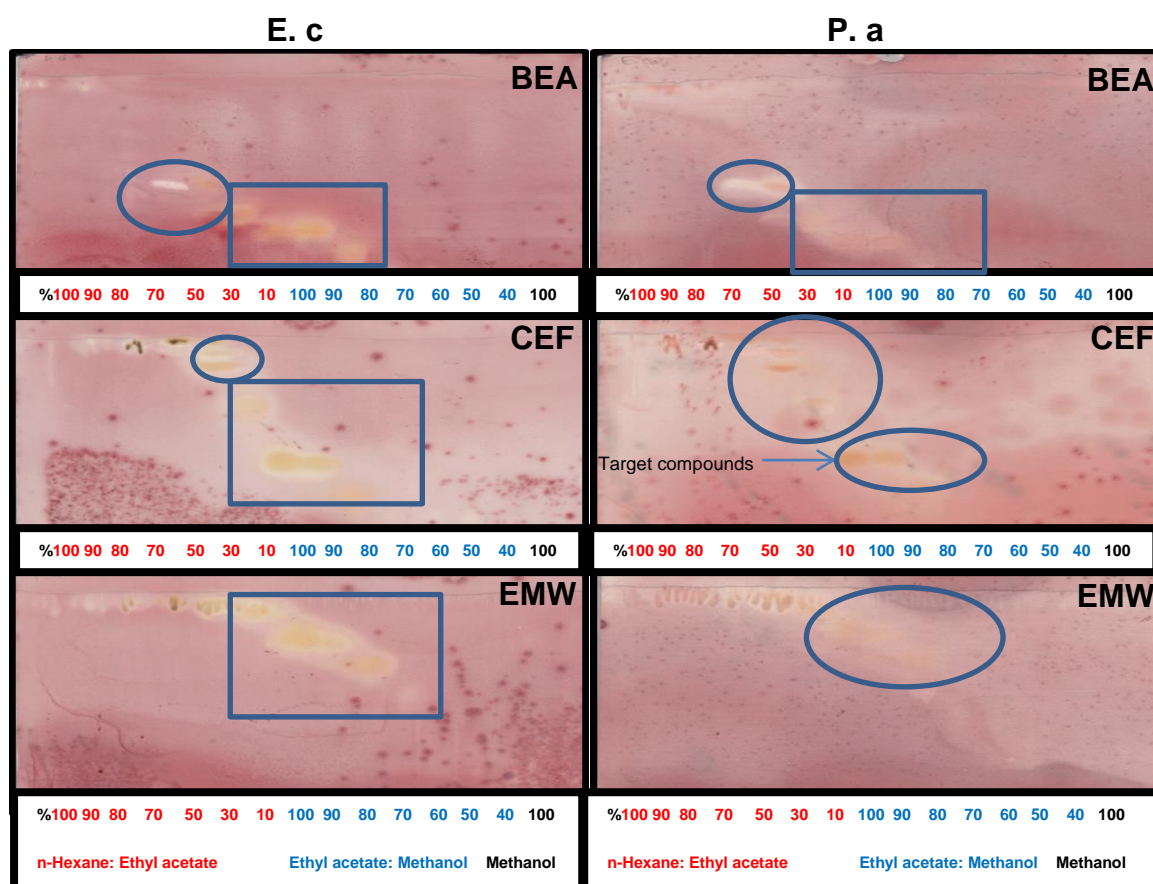 E. c
P. a
BEA
BEA
%100 90 80 70 50 30 10 100 90 80 70 60 50 40 100
%100 90 80 70 50 30 10 100 90 80 70 60 50 40 100
CEF
CEF
Target compounds
%100 90 80 70 50 30 10 100 90 80 70 60 50 40 100
%100 90 80 70 50 30 10 100 90 80 70 60 50 40 100
EMW
EMW
%100 90 80 70 50 30 10 100 90 80 70 60 50 40 100
%100 90 80 70 50 30 10 100 90 80 70 60 50 40 100
n-Hexane: Ethyl acetate Ethyl acetate: Methanol Methanol
n-Hexane: Ethyl acetate Ethyl acetate: Methanol Methanol